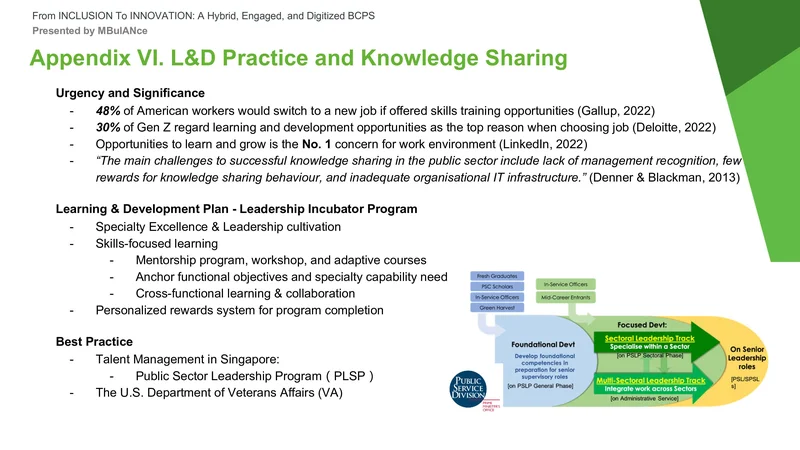 From INCLUSION To INNOVATION: A Hybrid, Engaged, and Digitized BCPS
Presented by MBulANce
Appendix VI. L&D Practice and Knowledge Sharing
Urgency and Significance
- 48% of American workers would switch to a new job if offered skills training opportunities (Gallup, 2022)
- 30% of Gen Z regard learning and development opportunities as the top reason when choosing job (Deloitte, 2022)
- Opportunities to learn and grow is the No. 1 concern for work environment (LinkedIn, 2022)
- “The main challenges to successful knowledge sharing in the public sector include lack of management recognition, few
rewards for knowledge sharing behaviour, and inadequate organisational IT infrastructure.” (Denner & Blackman, 2013)
Learning & Development Plan - Leadership Incubator Program
- Specialty Excellence & Leadership cultivation
- Skills-focused learning
- Mentorship program, workshop, and adaptive courses
- Anchor functional objectives and specialty capability need
- Cross-functional learning & collaboration
- Personalized rewards system for program completion
Best Practice
- Talent Management in Singapore:
- Public Sector Leadership Program ( PLSP )
- The U.S. Department of Veterans Affairs (VA)
Fresh Graduates
PSC Scholars
In-Service Officers
Green Harvest
In-Service Officers
Mid-Career Entrants
Foundational Devt
Develop foundational
competencies in
preparation for senior
supervisory roles
[on PSLP General Phase]
Focused Devt:
Sectoral Leadership Track
Specialise within a Sector
[on PSLP Sectoral Phase]
Multi-Sectoral Leadership Track
Integrate work across Sectors
[on Administrative Service]
On Senior
Leadership
roles
[PSL/SPSL
s]
PUBLIC
SERVICE
DIVISION
PRIME
MINISTER'S
OFFICE